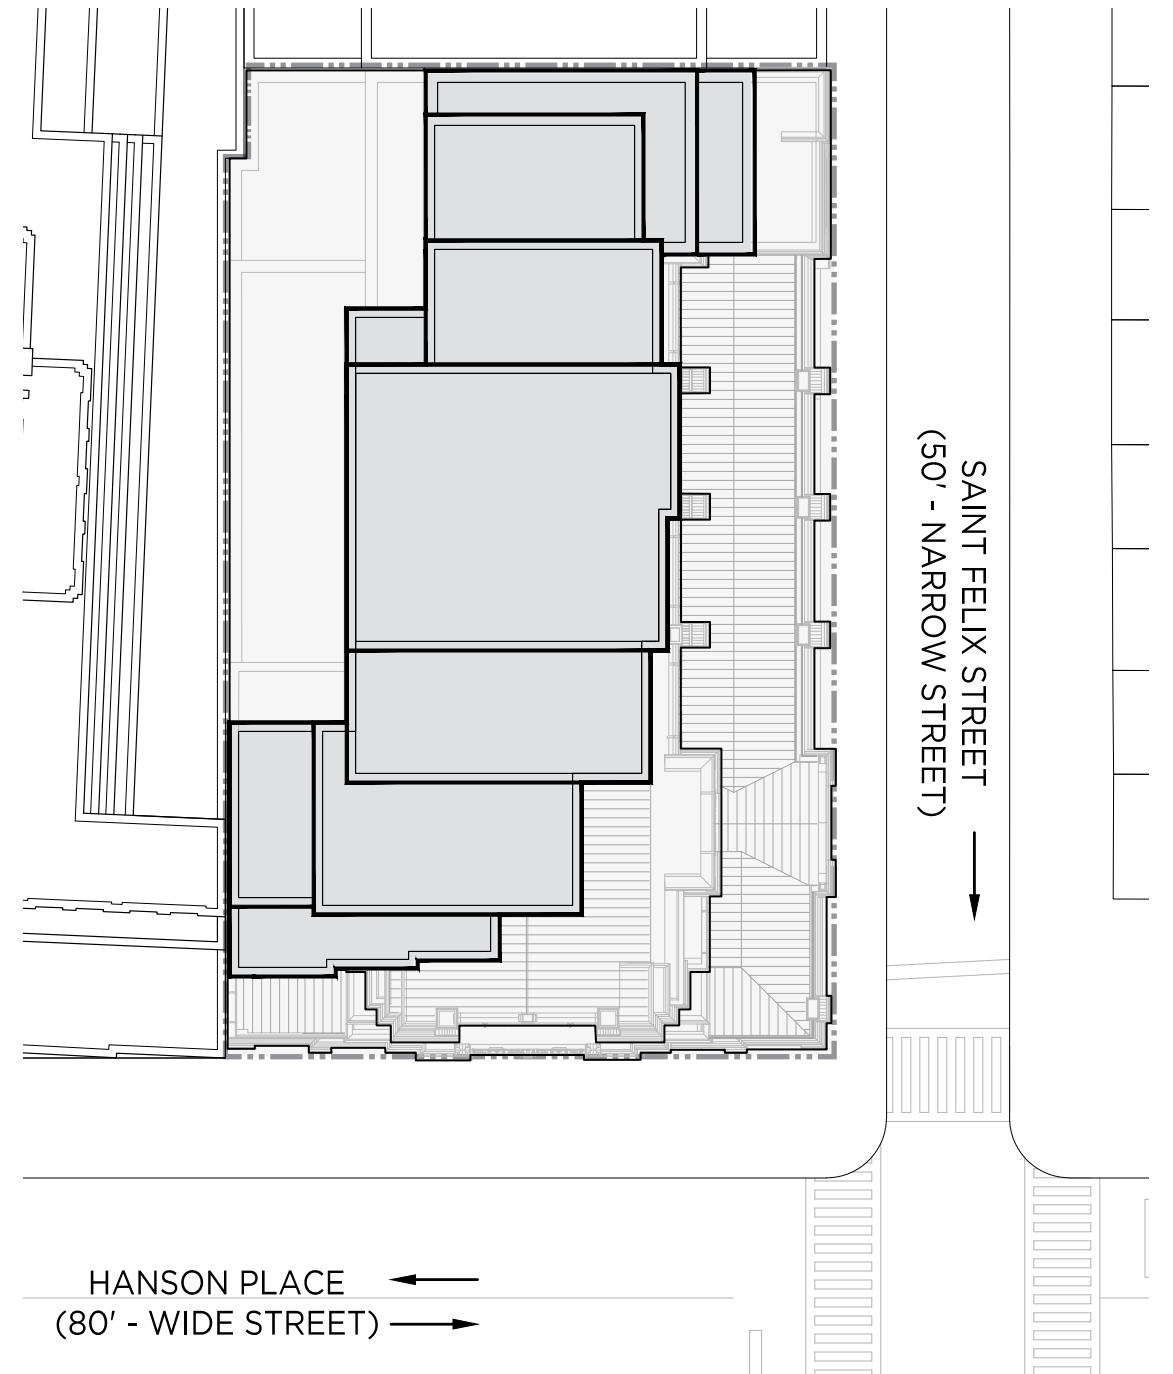 SAINT FELIX STREET
(50' - NARROW STREET)
HANSON PLACE
(80' - WIDE STREET)